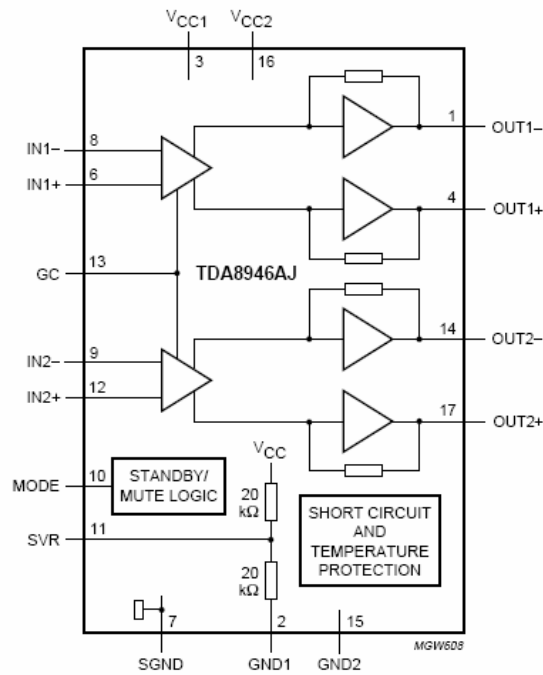 VCC1 VCC2
3 16
1 OUT1−
IN1− 8
IN1+ 6
4 OUT1+
GC 13
TDA8946AJ
14 OUT2−
IN2− 9
IN2+ 12
17 OUT2+
VCC
MODE 10
STANDBY/
MUTE LOGIC
20
kΩ
SVR 11
SHORT CIRCUIT
AND
TEMPERATURE
PROTECTION
20
kΩ
7 2 15
MGW608
SGND GND1 GND2